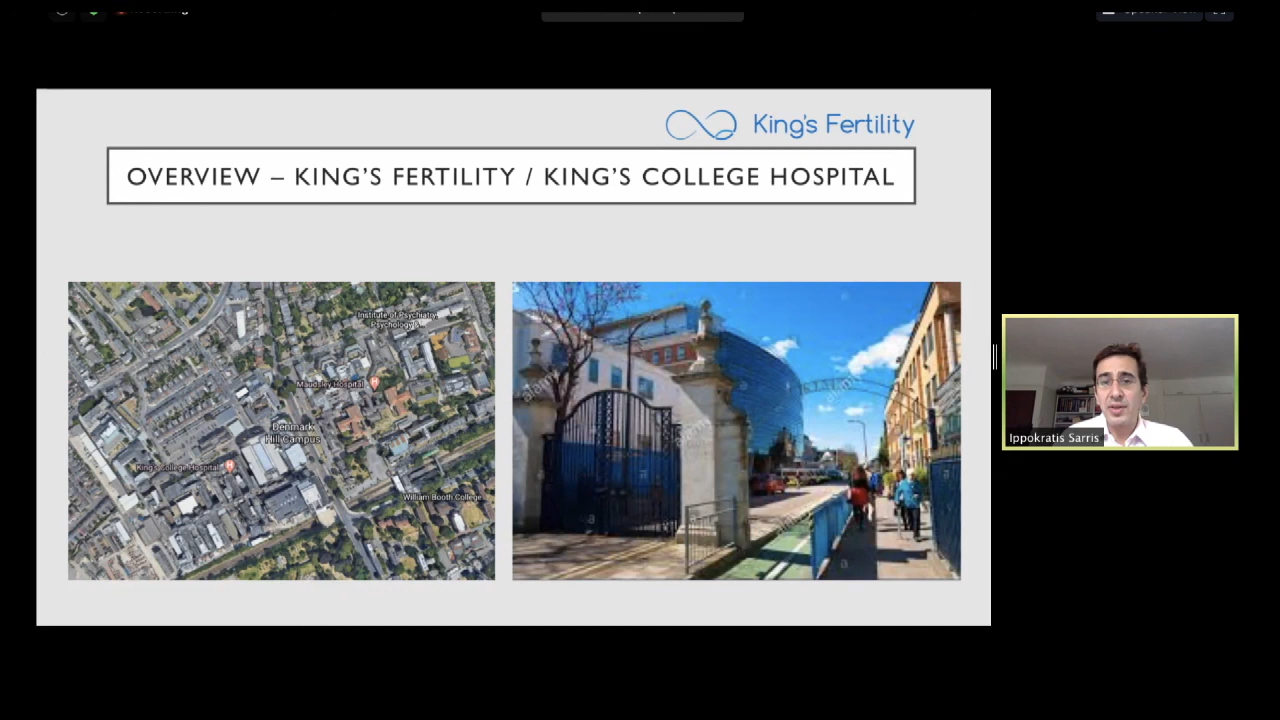 King's Fertility
OVERVIEW – KING'S FERTILITY / KING'S COLLEGE HOSPITAL
Institute of Psychiatry,
Psychology &
Maudsley Hospital
Denmark
Hill Campus
King's College Hospital
William Booth College
Ippokratis Sarris